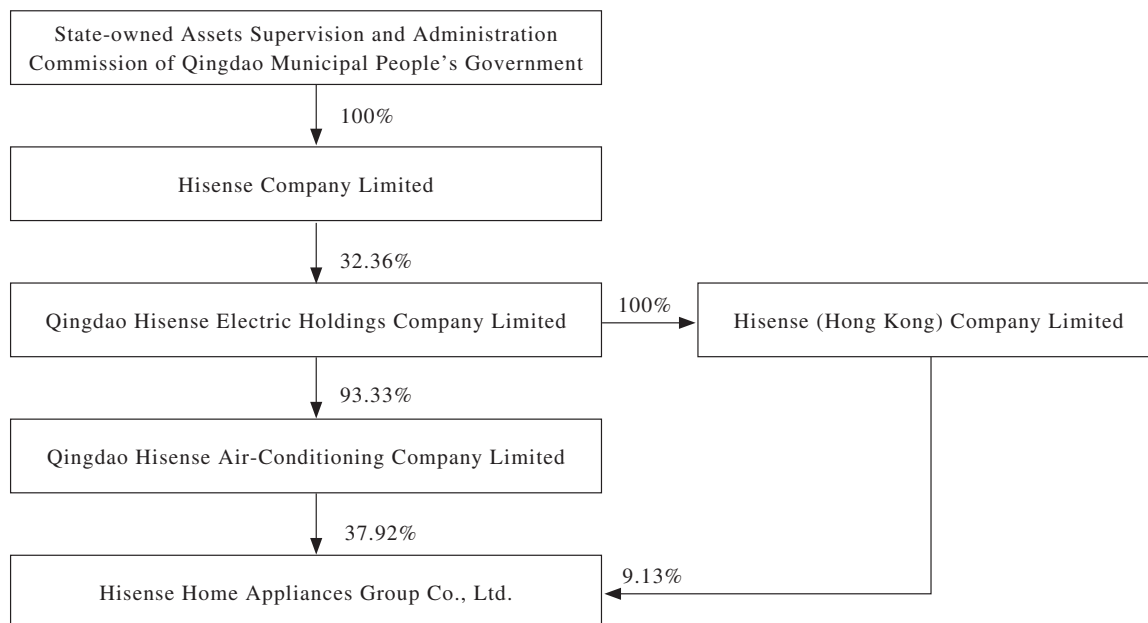 State-owned Assets Supervision and Administration
Commission of Qingdao Municipal People’s Government
100%
Hisense Company Limited
32.36%
Qingdao Hisense Electric Holdings Company Limited
100%
Hisense (Hong Kong) Company Limited
93.33%
Qingdao Hisense Air-Conditioning Company Limited
37.92%
9.13%
Hisense Home Appliances Group Co., Ltd.